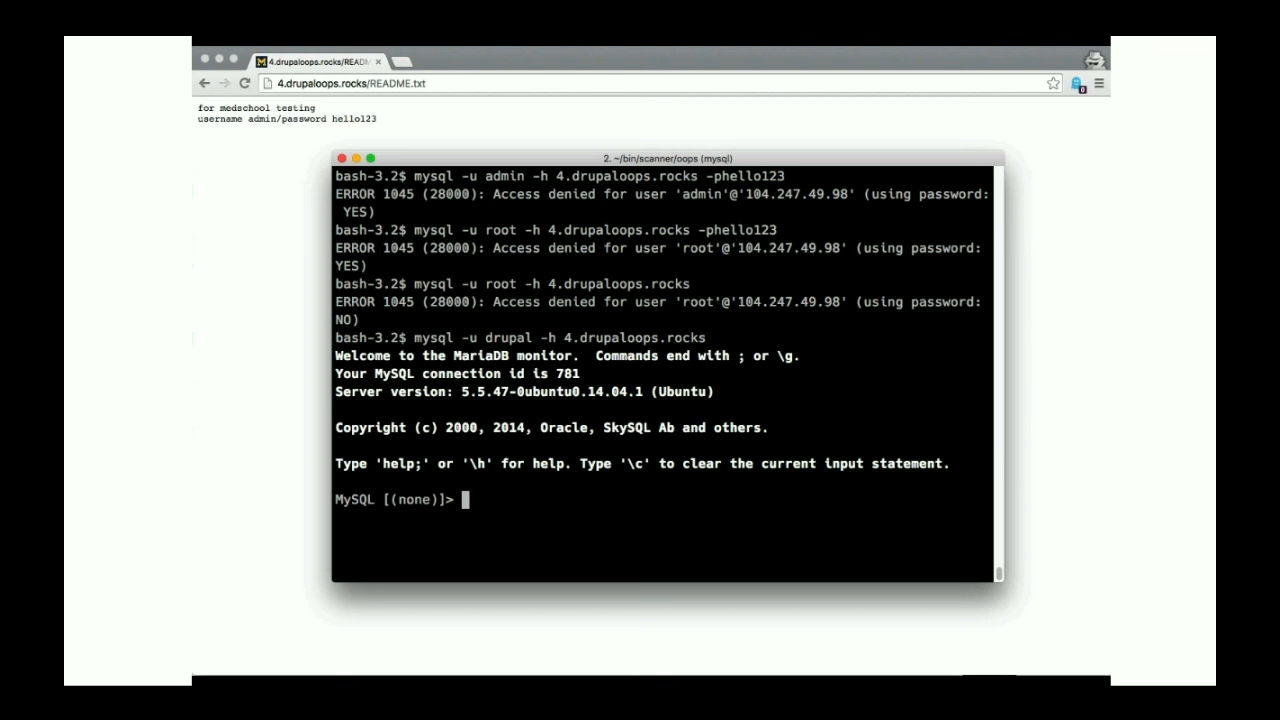 4.drupaloops.rocks/READ
4.drupaloops.rocks/README.txt
0
for medschool testing
username admin/password hello123
2. ~/bin/scanner/oops (mysql)
bash-3.2$ mysql -u admin -h 4.drupaloops.rocks -phello123
ERROR 1045 (28000): Access denied for user 'admin'@'104.247.49.98' (using password:
YES)
bash-3.2$ mysql -u root -h 4.drupaloops.rocks -phello123
ERROR 1045 (28000): Access denied for user 'root'@'104.247.49.98' (using password:
YES)
bash-3.2$ mysql -u root -h 4.drupaloops.rocks
ERROR 1045 (28000): Access denied for user 'root'@'104.247.49.98' (using password:
NO)
bash-3.2$ mysql -u drupal -h 4.drupaloops.rocks
Welcome to the MariaDB monitor.  Commands end with ; or \g.
Your MySQL connection id is 781
Server version: 5.5.47-0ubuntu0.14.04.1 (Ubuntu)
Copyright (c) 2000, 2014, Oracle, SkySQL Ab and others.
Type 'help;' or '\h' for help. Type '\c' to clear the current input statement.
MySQL [(none)]>